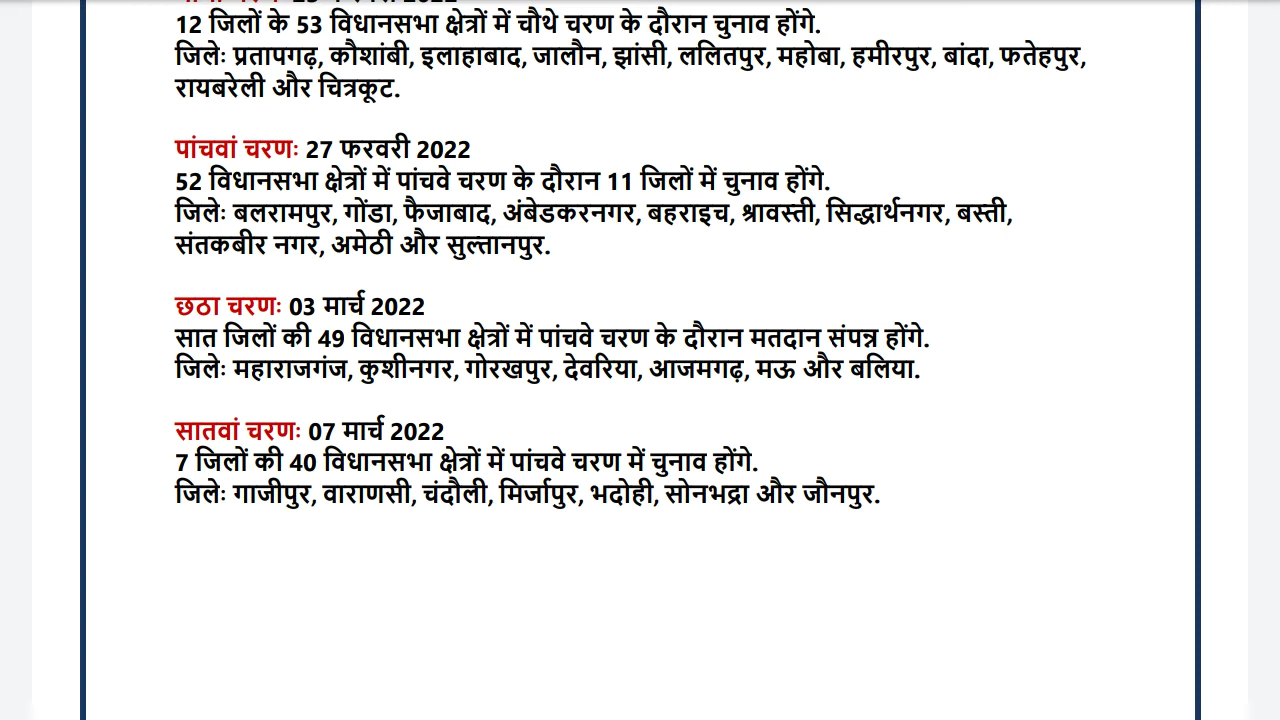 12 जिलों के 53 विधानसभा क्षेत्रों में चौथे चरण के दौरान चुनाव होंगे.
जिलेः प्रतापगढ़, कौशांबी, इलाहाबाद, जालौन, झांसी, ललितपुर, महोबा, हमीरपुर, बांदा, फतेहपुर,
रायबरेली और चित्रकूट.
पांचवां चरणः 27 फरवरी 2022
52 विधानसभा क्षेत्रों में पांचवे चरण के दौरान 11 जिलों में चुनाव होंगे.
जिलेः बलरामपुर, गोंडा, फैजाबाद, अंबेडकरनगर, बहराइच, श्रावस्ती, सिद्धार्थनगर, बस्ती,
संतकबीर नगर, अमेठी और सुल्तानपुर.
छठा चरणः 03 मार्च 2022
सात जिलों की 49 विधानसभा क्षेत्रों में पांचवे चरण के दौरान मतदान संपन्न होंगे.
जिलेः महाराजगंज, कुशीनगर, गोरखपुर, देवरिया, आजमगढ़, मऊ और बलिया.
सातवां चरणः 07 मार्च 2022
7 जिलों की 40 विधानसभा क्षेत्रों में पांचवे चरण में चुनाव होंगे.
जिलेः गाजीपुर, वाराणसी, चंदौली, मिर्जापुर, भदोही, सोनभद्रा और जौनपुर.